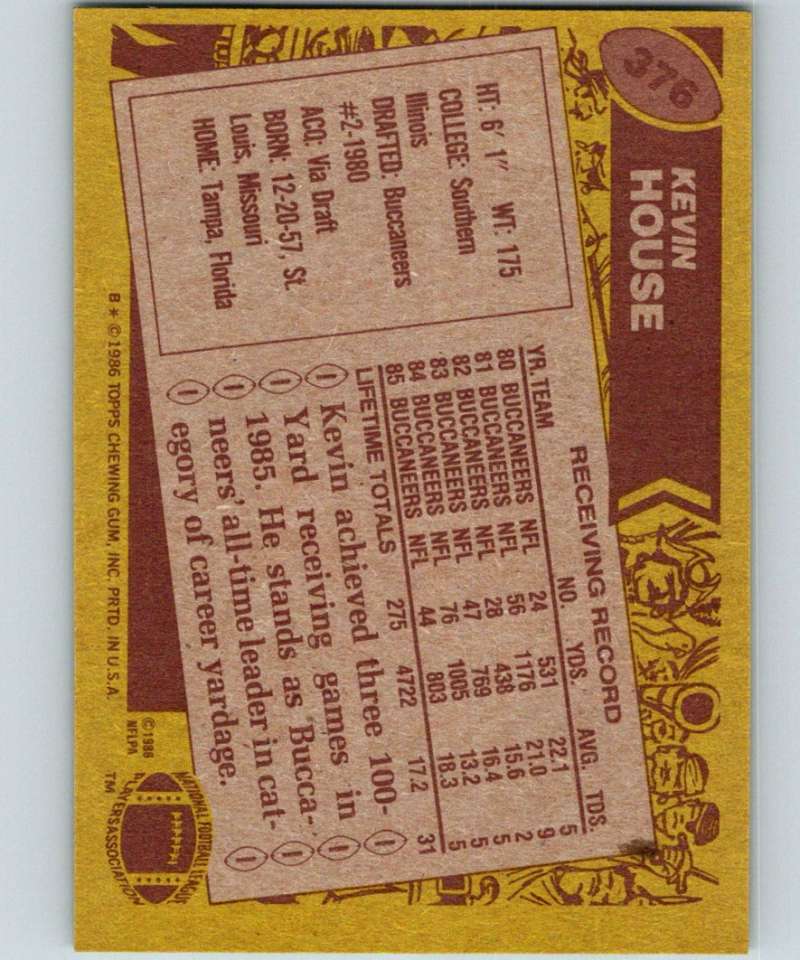 376
KEVIN
HOUSE
HT: 6' 1" WT: 175
COLLEGE: Southern
Illinois
DRAFTED: Buccaneers
#2-1980
ACQ: Via Draft
BORN: 12-20-57, St.
Louis, Missouri
HOME: Tampa, Florida
RECEIVING RECORD
YR. TEAM NO. YDS. AVG. TDS.
80 BUCCANEERS NFL 24 531 22.1 5
81 BUCCANEERS NFL 56 1176 21.0 9
82 BUCCANEERS NFL 28 438 15.6 2
83 BUCCANEERS NFL 47 769 16.4 5
84 BUCCANEERS NFL 76 1005 13.2 5
85 BUCCANEERS NFL 44 803 18.3 5
LIFETIME TOTALS 275 4722 17.2 31
Kevin achieved three 100-
Yard receiving games in
1985. He stands as Bucca-
neers' all-time leader in cat-
egory of career yardage.
B* ©1986 TOPPS CHEWING GUM, INC. PRTD. IN U.S.A.
©1986
NFLPA
NATIONAL FOOTBALL LEAGUE
PLAYERS ASSOCIATION
TM